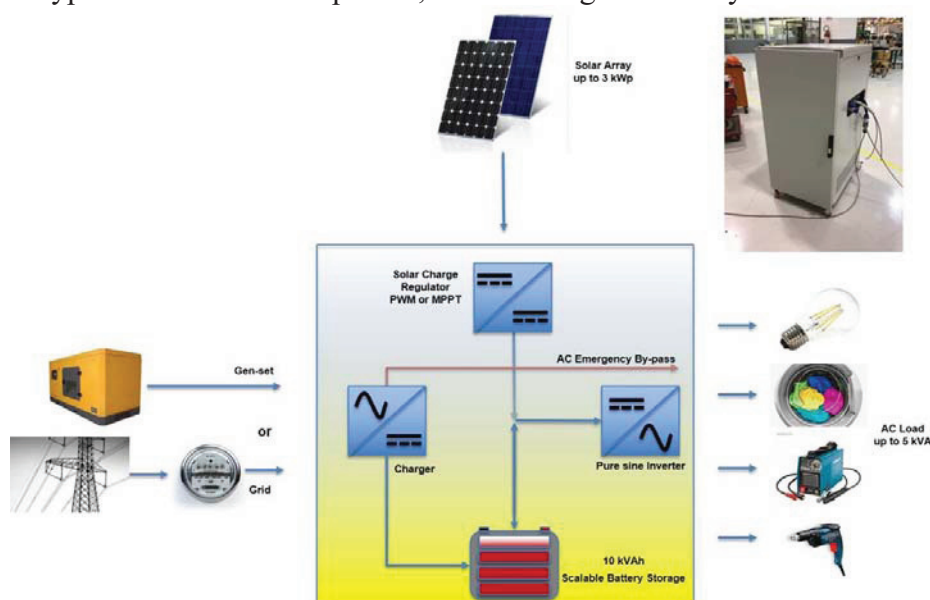 Solar Array
up to 3 kWp
Solar Charge
Regulator
PWM or MPPT
AC Emergency By-pass
Gen-set
or
Grid
Charger
Pure sine Inverter
AC Load
up to 5 kVA
10 kVAh
Scalable Battery Storage